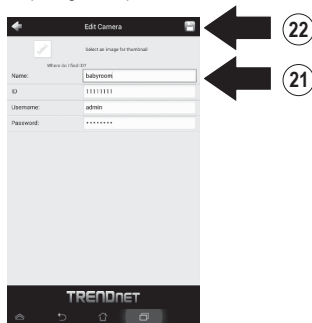 Edit Camera
22
Select an image for thumbnail
Where do I find ID?
21
Name: babyroom
ID 11111111
Username: admin
Password: ••••••••
TRENDnet